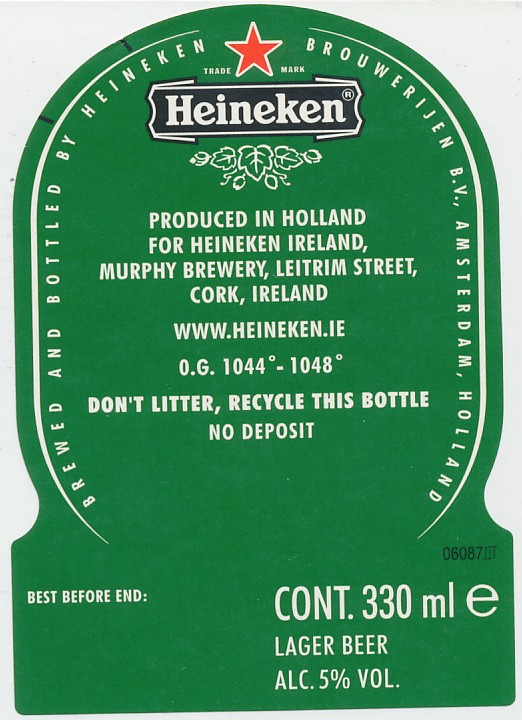 BREWED AND BOTTLED BY HEINEKEN BROUWERIJEN B.V., AMSTERDAM, HOLLAND
TRADE MARK
Heineken®
PRODUCED IN HOLLAND
FOR HEINEKEN IRELAND,
MURPHY BREWERY, LEITRIM STREET,
CORK, IRELAND
WWW.HEINEKEN.IE
O.G. 1044°- 1048°
DON'T LITTER, RECYCLE THIS BOTTLE
NO DEPOSIT
06087III
BEST BEFORE END:
CONT. 330 ml e
LAGER BEER
ALC. 5% VOL.